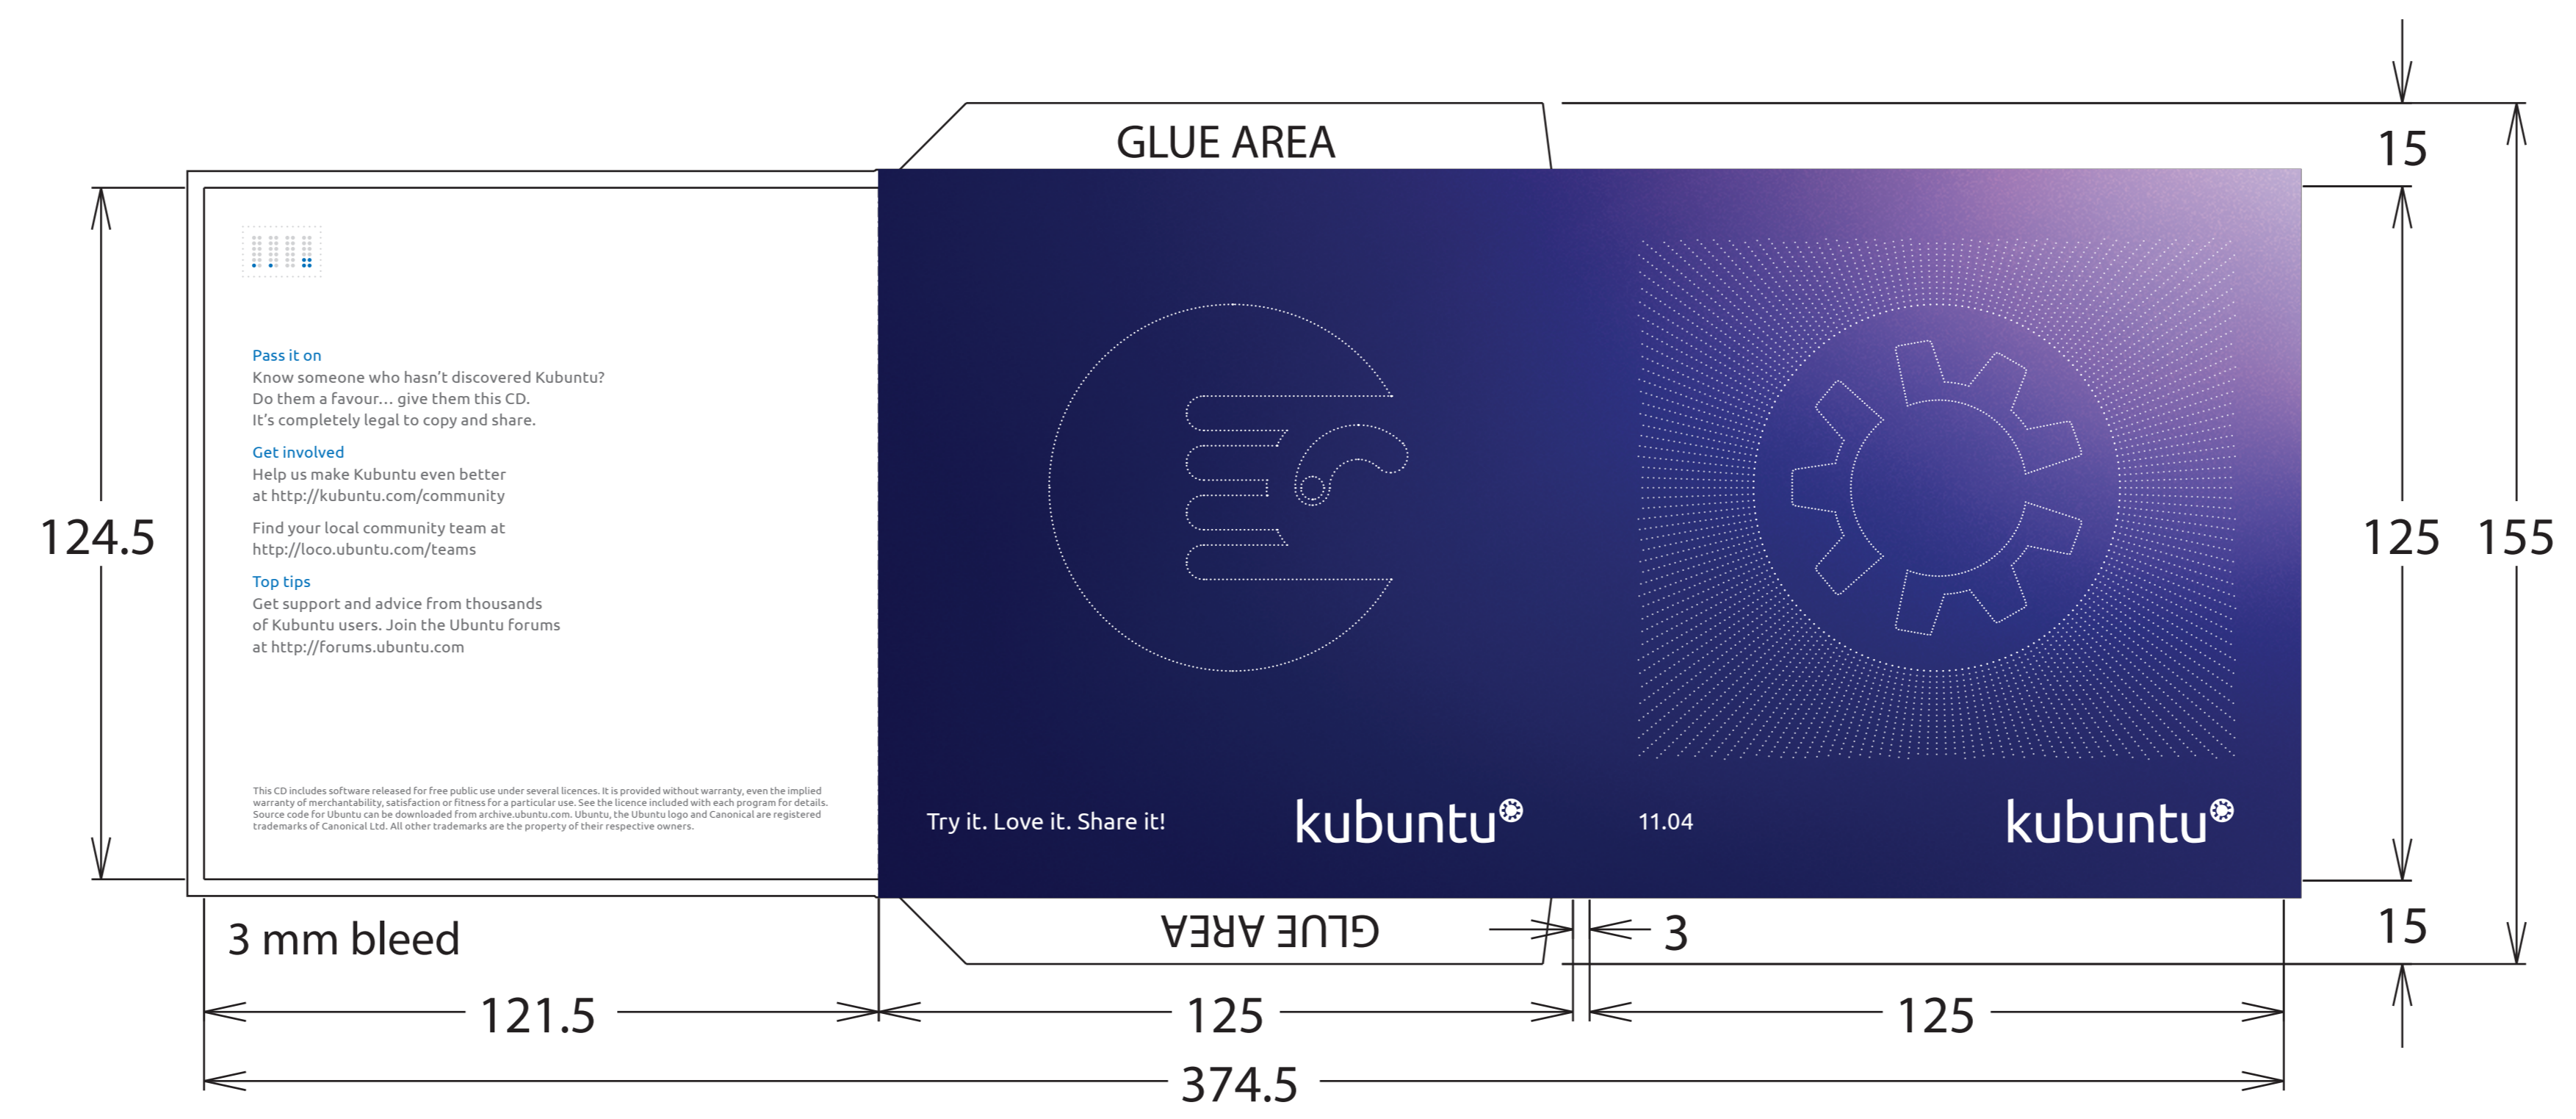 GLUE AREA
15
124.5
125
155
Pass it on
Know someone who hasn’t discovered Kubuntu?
Do them a favour… give them this CD.
It’s completely legal to copy and share.
Get involved
Help us make Kubuntu even better
at http://kubuntu.com/community
Find your local community team at
http://loco.ubuntu.com/teams
Top tips
Get support and advice from thousands
of Kubuntu users. Join the Ubuntu forums
at http://forums.ubuntu.com
This CD includes software released for free public use under several licences. It is provided without warranty, even the implied
warranty of merchantability, satisfaction or fitness for a particular use. See the licence included with each program for details.
Source code for Ubuntu can be downloaded from archive.ubuntu.com. Ubuntu, the Ubuntu logo and Canonical are registered
trademarks of Canonical Ltd. All other trademarks are the property of their respective owners.
Try it. Love it. Share it!
kubuntu
11.04
kubuntu
3 mm bleed
GLUE AREA
3
15
121.5
125
125
374.5